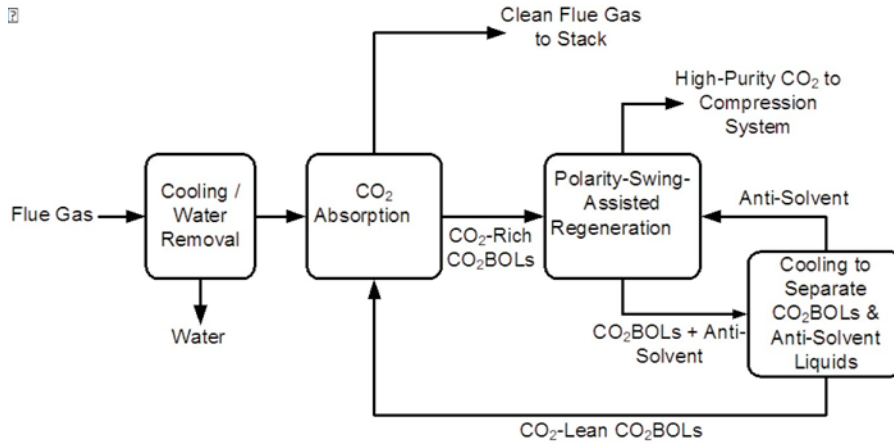 Clean Flue Gas
to Stack
High-Purity CO₂ to
Compression
System
Flue Gas
Cooling /
Water
Removal
CO₂
Absorption
CO₂-Rich
CO₂BOLs
Polarity-Swing-
Assisted
Regeneration
Anti-Solvent
Cooling to
Separate
CO₂BOLs &
Anti-Solvent
Liquids
CO₂BOLs + Anti-
Solvent
Water
CO₂-Lean CO₂BOLs